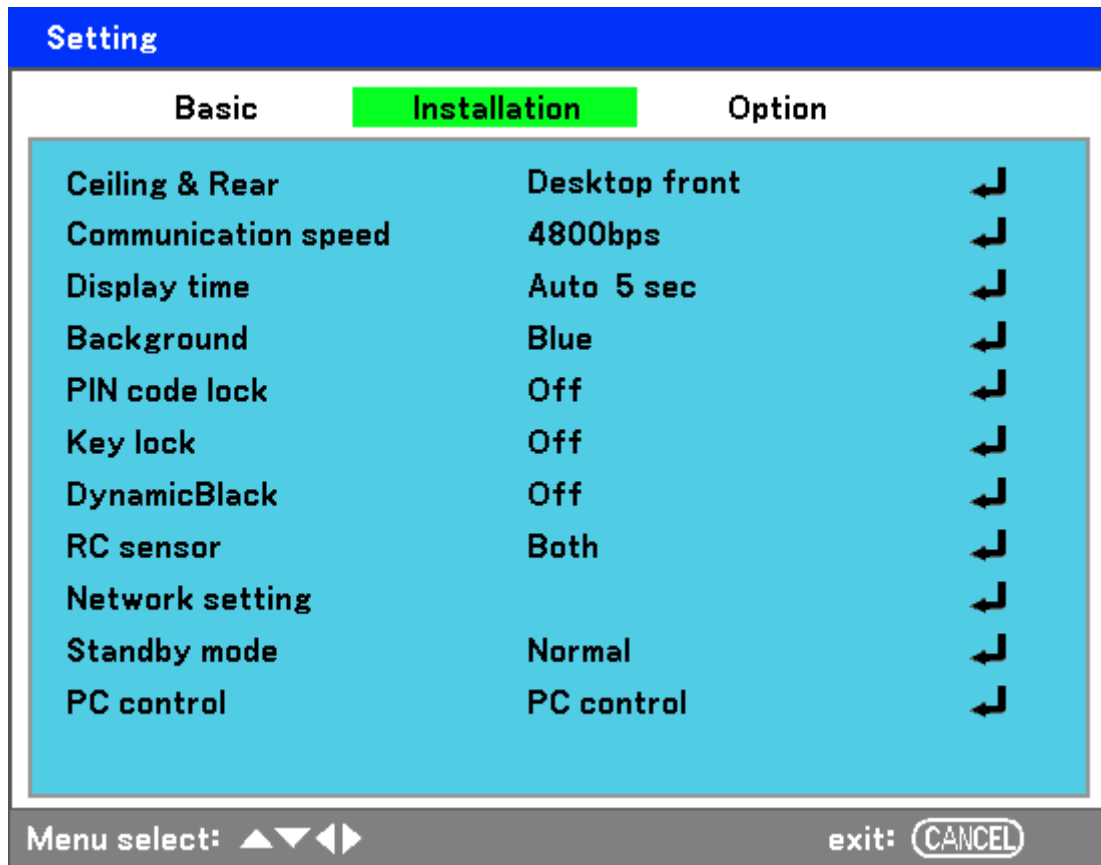 Setting
Basic Installation Option
Ceiling & Rear Desktop front
Communication speed 4800bps
Display time Auto 5 sec
Background Blue
PIN code lock Off
Key lock Off
DynamicBlack Off
RC sensor Both
Network setting
Standby mode Normal
PC control PC control
Menu select: ▲▼◀▶ exit: CANCEL